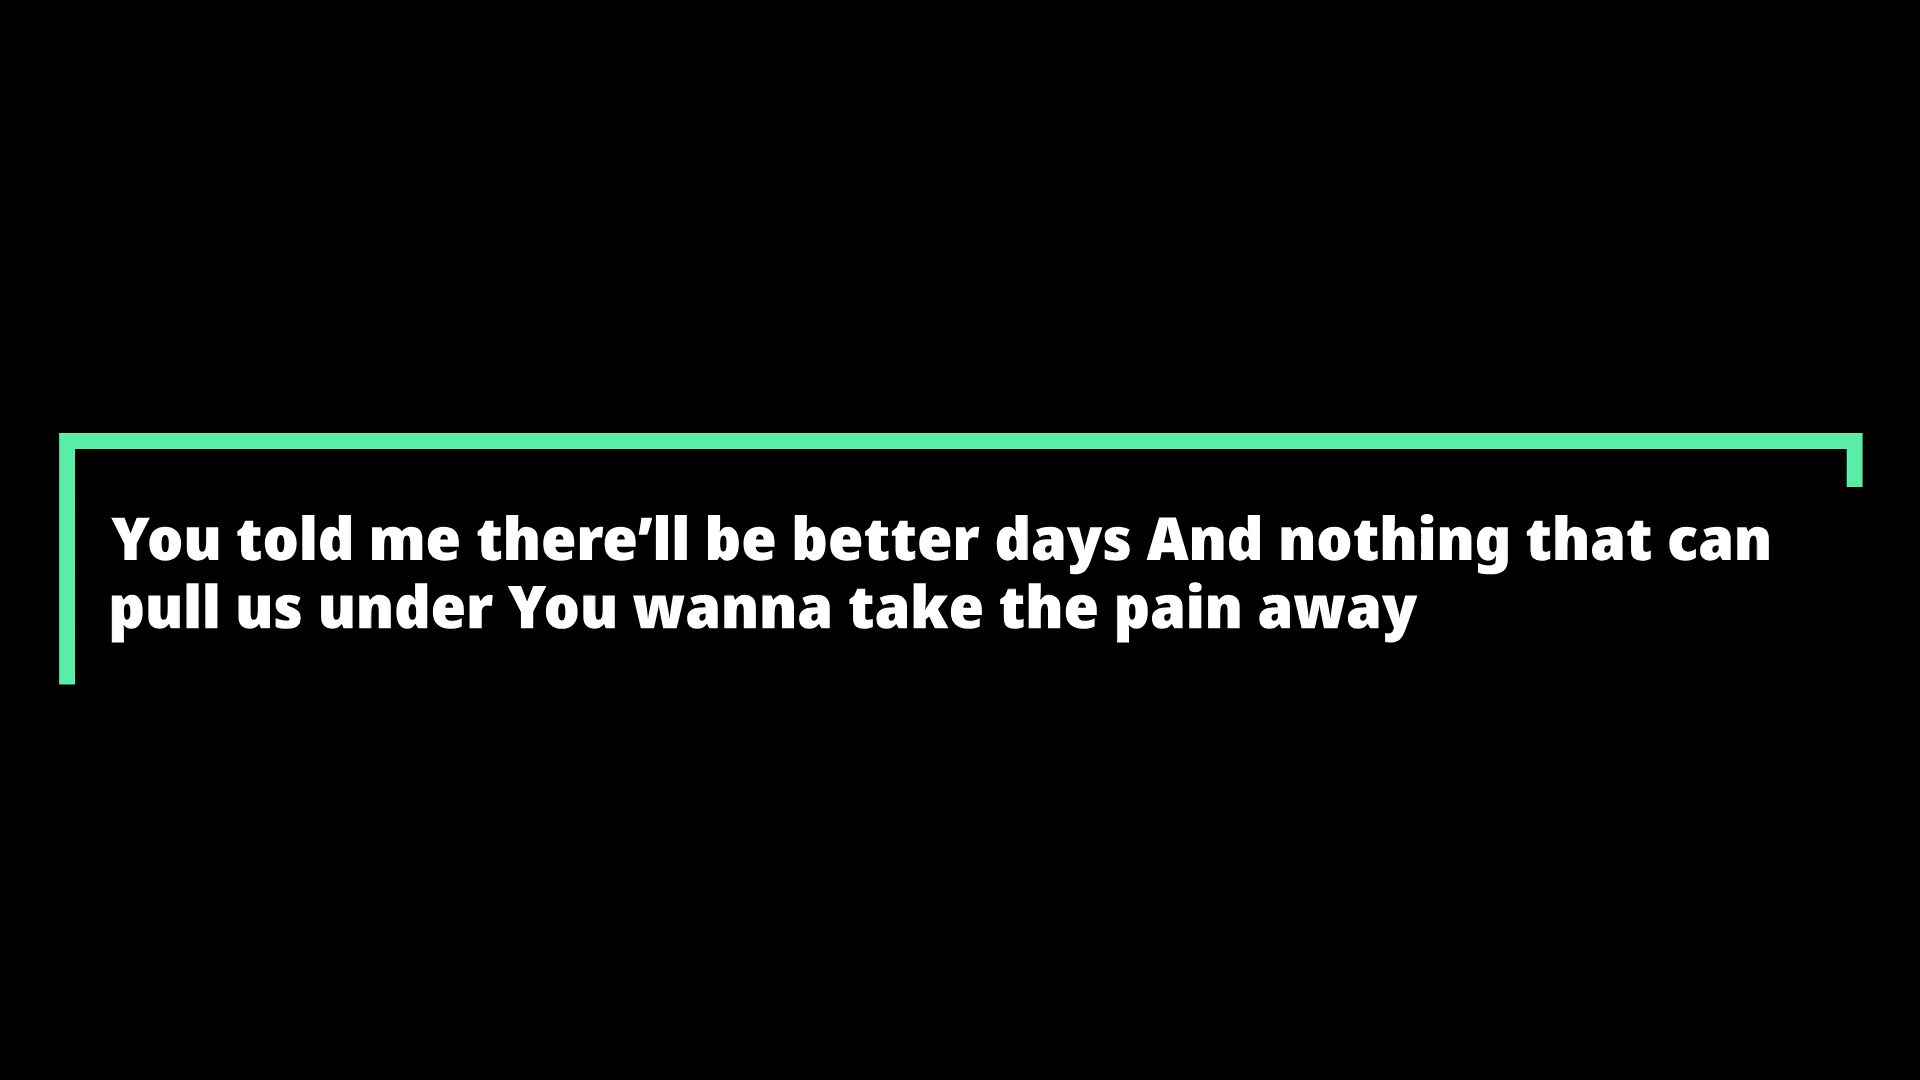 You told me there’ll be better days And nothing that can
pull us under You wanna take the pain away